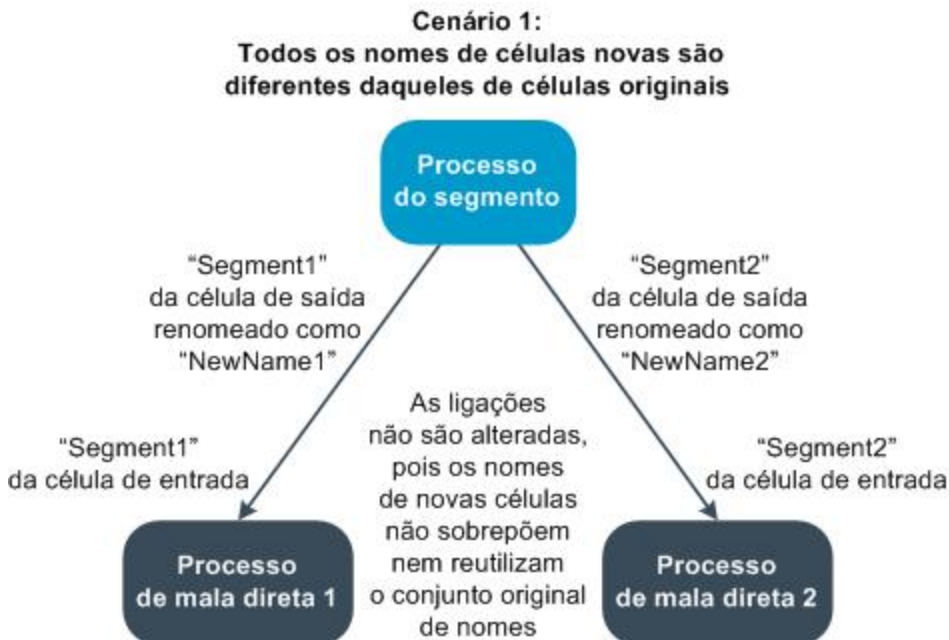 Cenário 1:
Todos os nomes de células novas são
diferentes daqueles de células originais
Processo
do segmento
“Segment1”
da célula de saída
renomeado como
“NewName1”
“Segment2”
da célula de saída
renomeado como
“NewName2”
“Segment1”
da célula de entrada
As ligações
não são alteradas,
pois os nomes
de novas células
não sobrepõem
nem reutilizam
o conjunto original
de nomes
“Segment2”
da célula de entrada
Processo
de mala direta 1
Processo
de mala direta 2